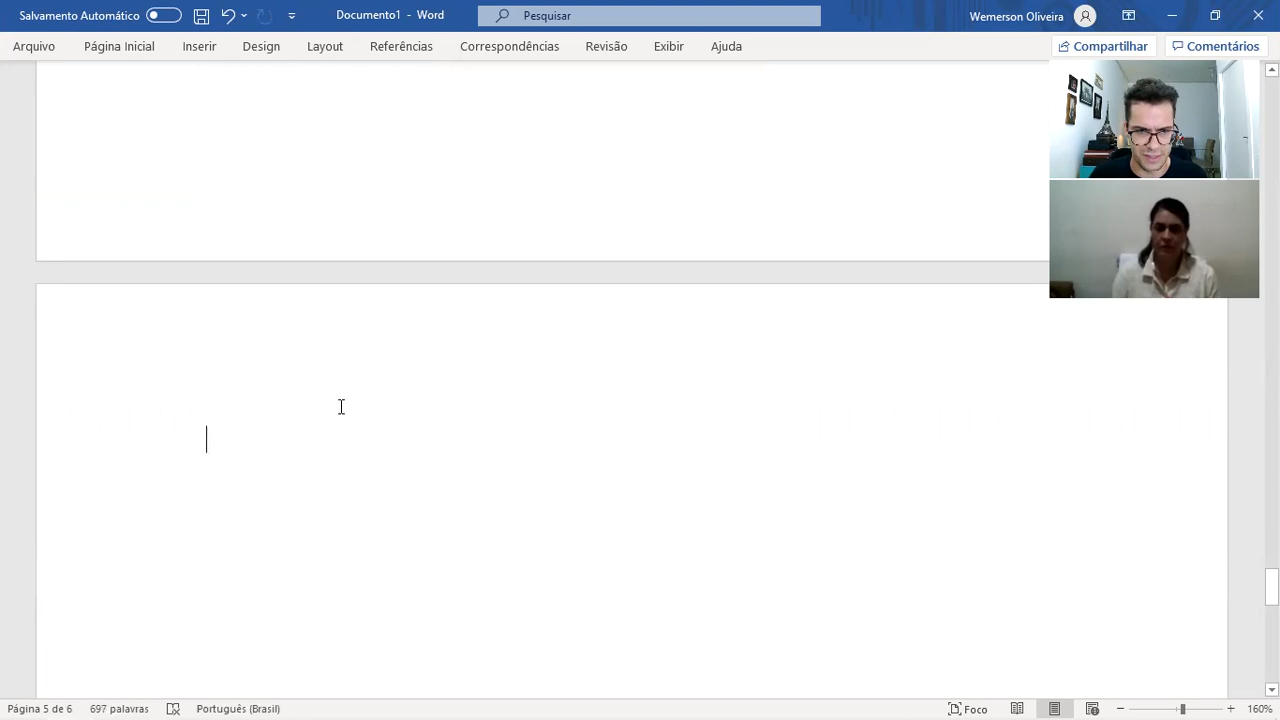 Salvamento Automático
Documento1 - Word
Pesquisar
Wemerson Oliveira
Arquivo Página Inicial Inserir Design Layout Referências Correspondências Revisão Exibir Ajuda
Compartilhar Comentários
Página 5 de 6 697 palavras Português (Brasil) Foco 160%